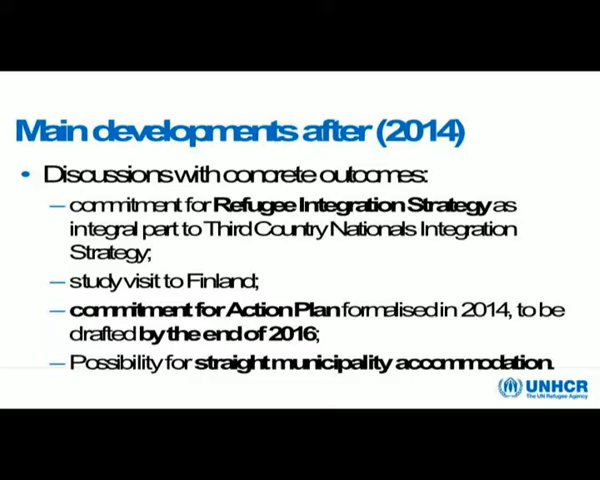 Main developments after (2014)
• Discussions with concrete outcomes:
– commitment for Refugee Integration Strategy as
integral part to Third Country Nationals Integration
Strategy;
– study visit to Finland;
– commitment for Action Plan formalised in 2014, to be
drafted by the end of 2016;
– Possibility for straight municipality accommodation.
UNHCR
The UN Refugee Agency